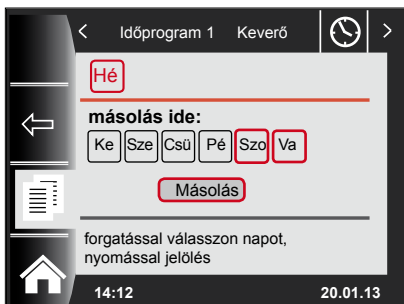 < Időprogram 1 Keverő >
Hé
másolás ide:
Ke Sze Csü Pé Szo Va
Másolás
forgatással válasszon napot,
nyomással jelölés
14:12 20.01.13